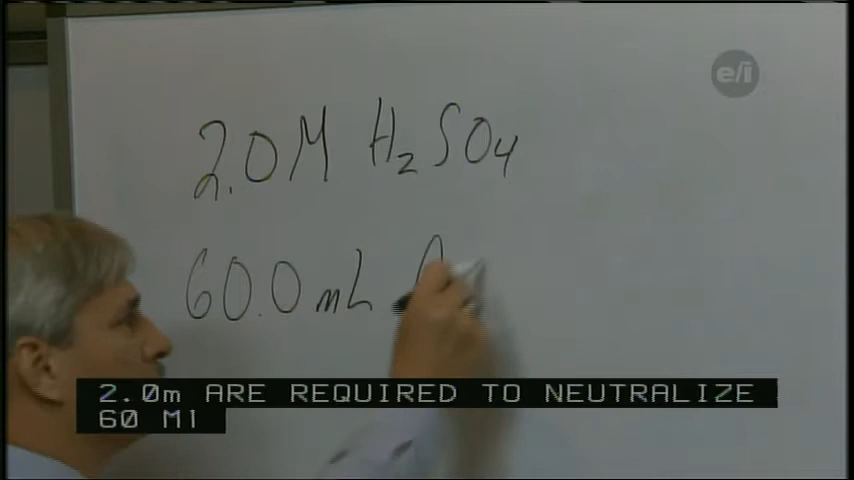 e/i
2.0M H₂SO₄
60.0 mL
2.0m ARE REQUIRED TO NEUTRALIZE
60 Ml